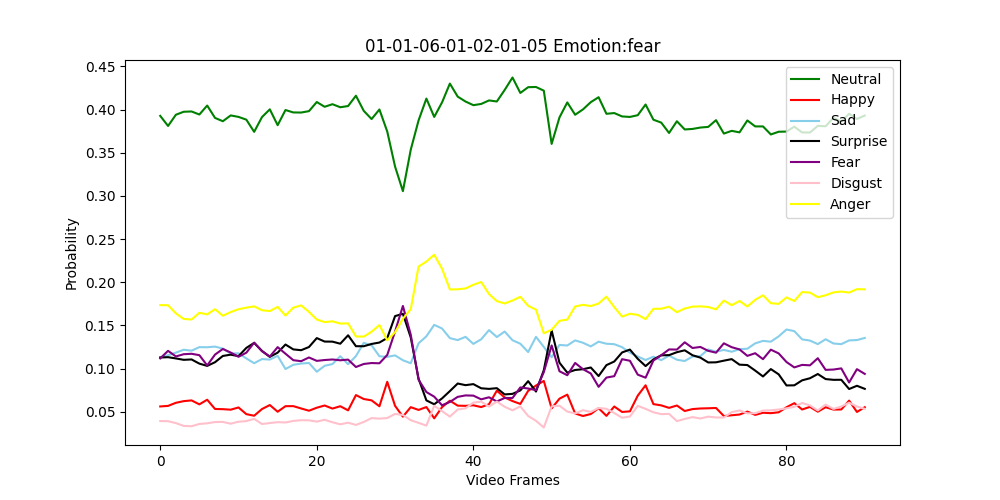 01-01-06-01-02-01-05 Emotion:fear
0.45
0.40
0.35
0.30
0.25
0.20
0.15
0.10
0.05
Probability
Neutral
Happy
Sad
Surprise
Fear
Disgust
Anger
0 20 40 60 80
Video Frames